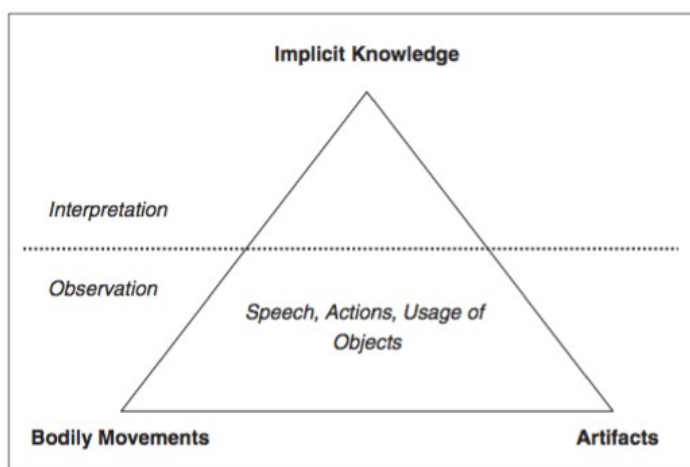 Implicit Knowledge
Interpretation
Observation
Speech, Actions, Usage of
Objects
Bodily Movements
Artifacts